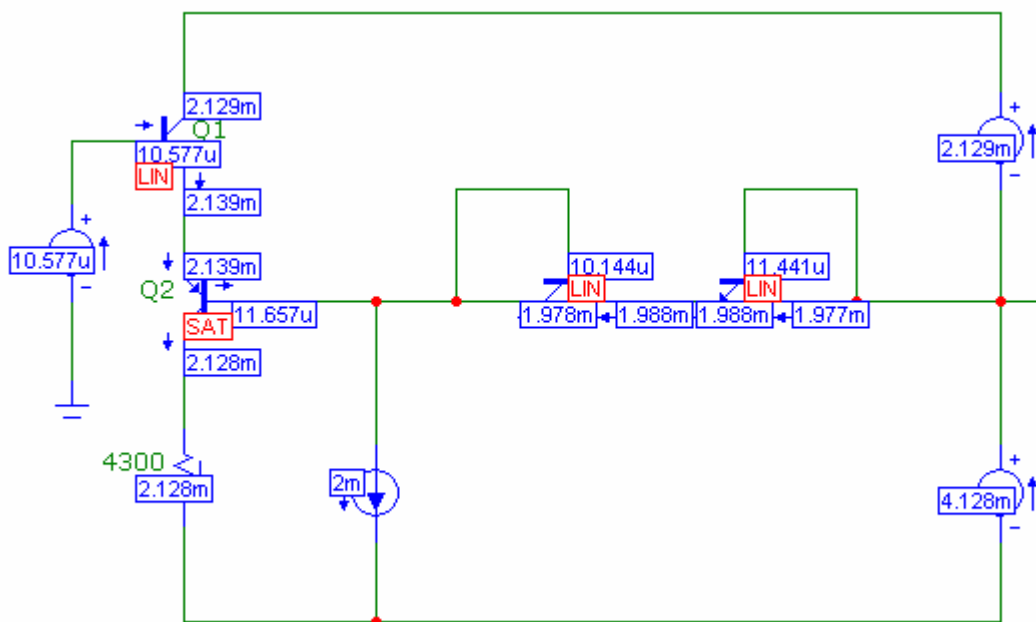 2.129m
Q1
+
2.129m
10.577u
LIN
-
2.139m
+
10.577u
-
2.139m
10.144u
11.441u
Q2
LIN
LIN
11.657u
1.978m
1.988m
1.988m
1.977m
SAT
2.128m
4300
+
2m
2.128m
4.128m
-